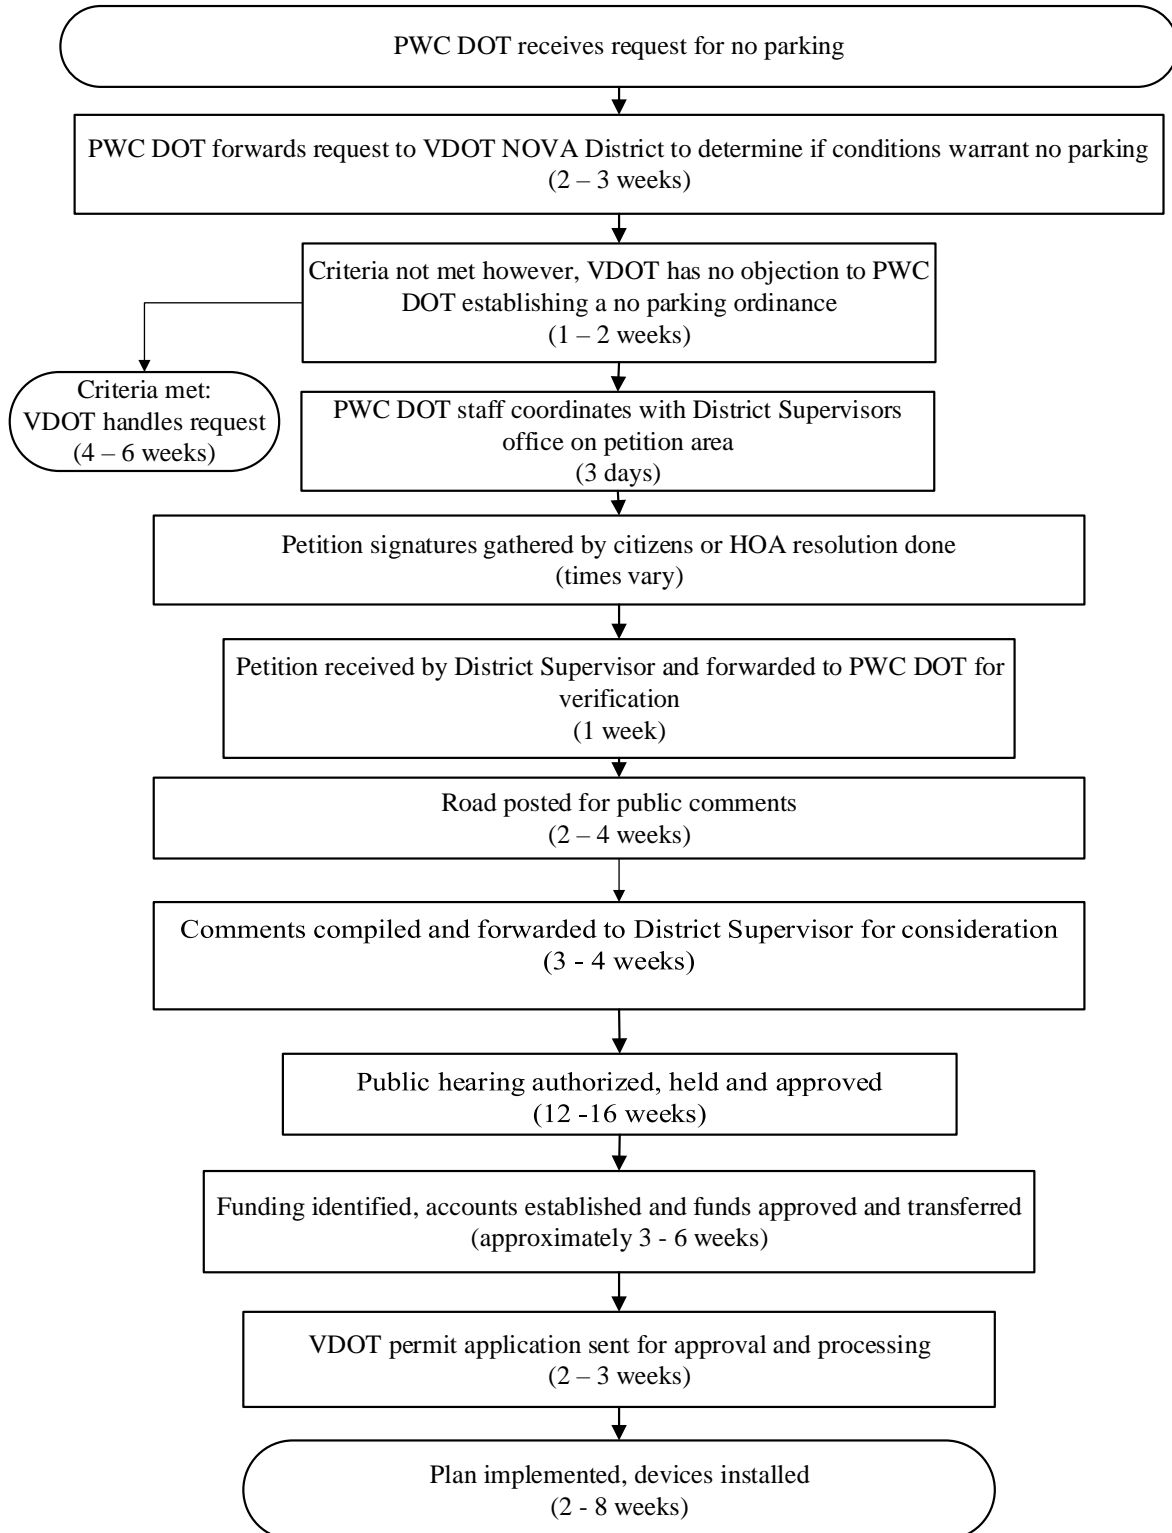 PWC DOT receives request for no parking
PWC DOT forwards request to VDOT NOVA District to determine if conditions warrant no parking
(2 – 3 weeks)
Criteria not met however, VDOT has no objection to PWC
DOT establishing a no parking ordinance
(1 – 2 weeks)
Criteria met:
VDOT handles request
(4 – 6 weeks)
PWC DOT staff coordinates with District Supervisors
office on petition area
(3 days)
Petition signatures gathered by citizens or HOA resolution done
(times vary)
Petition received by District Supervisor and forwarded to PWC DOT for
verification
(1 week)
Road posted for public comments
(2 – 4 weeks)
Comments compiled and forwarded to District Supervisor for consideration
(3 - 4 weeks)
Public hearing authorized, held and approved
(12 -16 weeks)
Funding identified, accounts established and funds approved and transferred
(approximately 3 - 6 weeks)
VDOT permit application sent for approval and processing
(2 – 3 weeks)
Plan implemented, devices installed
(2 - 8 weeks)